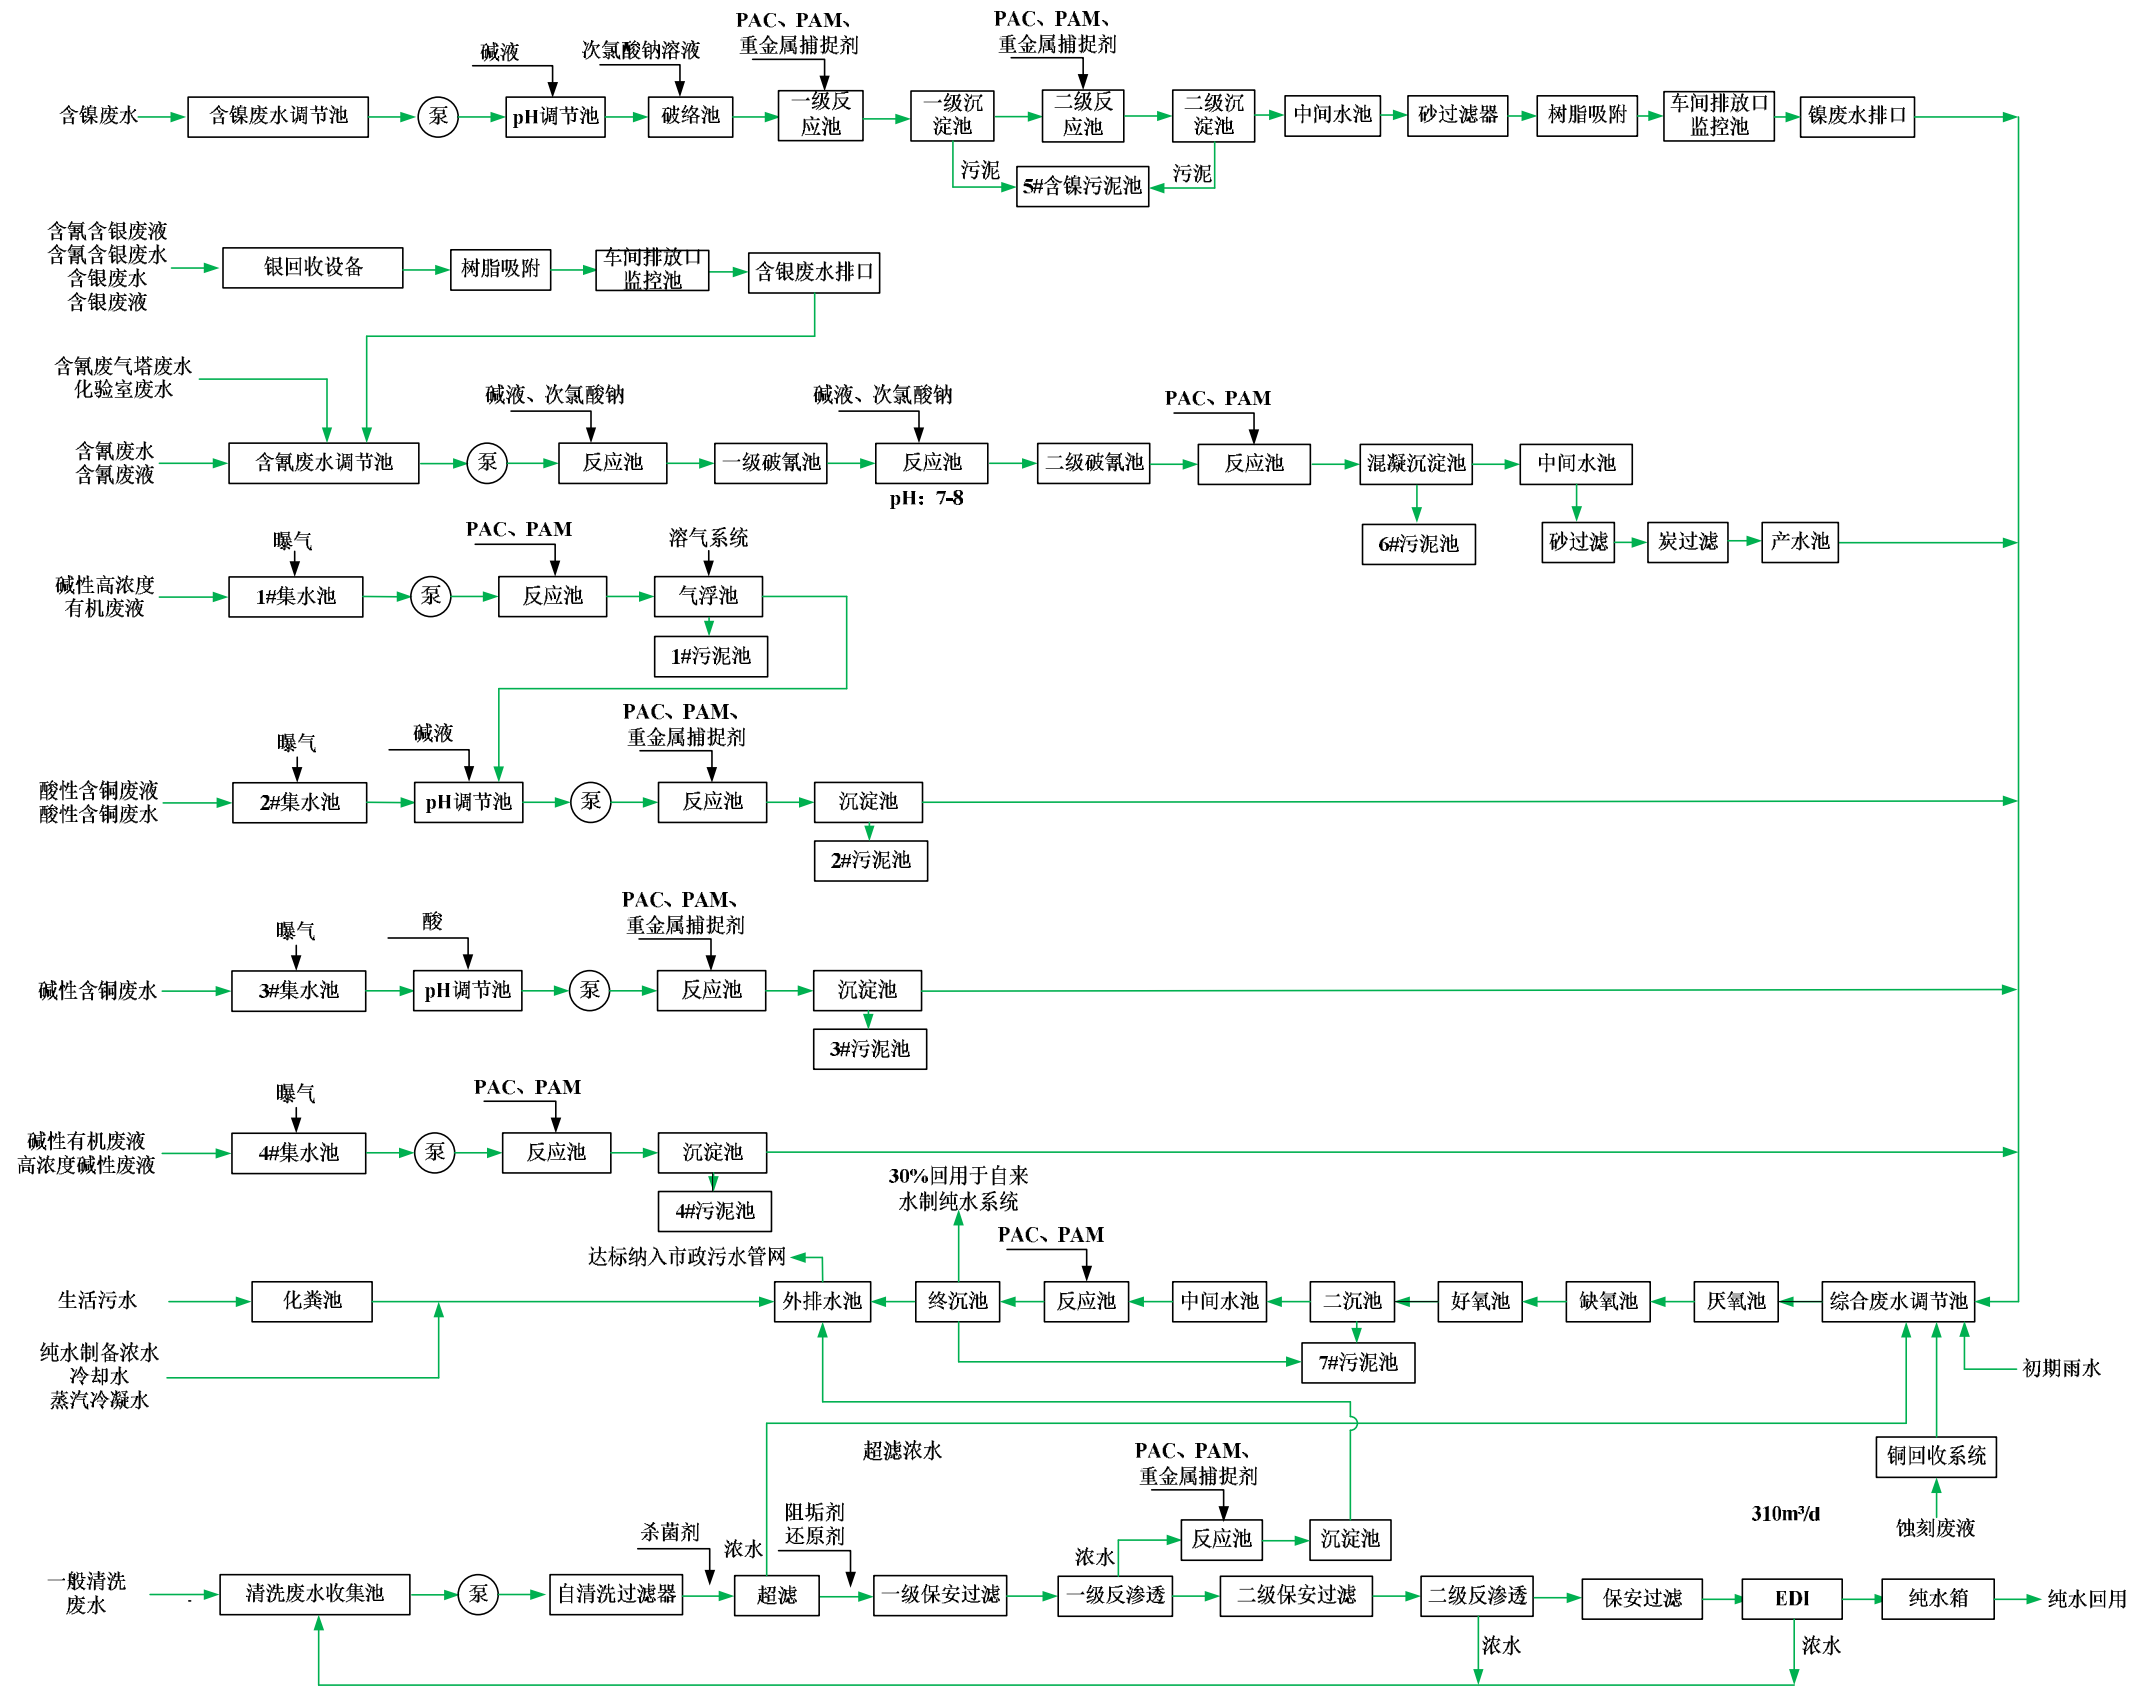 PAC、PAM、
重金属捕捉剂
PAC、PAM、
重金属捕捉剂
碱液
次氯酸钠溶液
含镍废水
含镍废水调节池
泵
pH调节池
破络池
一级反
应池
一级沉
淀池
二级反
应池
二级沉
淀池
中间水池
砂过滤器
树脂吸附
车间排放口
监控池
镍废水排口
污泥
5#含镍污泥池
污泥
含氰含银废液
含氰含银废水
含银废水
含银废液
银回收设备
树脂吸附
车间排放口
监控池
含银废水排口
含氰废气塔废水
化验室废水
碱液、次氯酸钠
碱液、次氯酸钠
PAC、PAM
含氰废水
含氰废液
含氰废水调节池
泵
反应池
一级破氰池
反应池
pH：7-8
二级破氰池
反应池
混凝沉淀池
中间水池
6#污泥池
砂过滤
炭过滤
产水池
曝气
PAC、PAM
溶气系统
碱性高浓度
有机废液
1#集水池
泵
反应池
气浮池
1#污泥池
曝气
碱液
PAC、PAM、
重金属捕捉剂
酸性含铜废液
酸性含铜废水
2#集水池
pH调节池
泵
反应池
沉淀池
2#污泥池
曝气
酸
PAC、PAM、
重金属捕捉剂
碱性含铜废水
3#集水池
pH调节池
泵
反应池
沉淀池
3#污泥池
曝气
PAC、PAM
碱性有机废液
高浓度碱性废液
4#集水池
泵
反应池
沉淀池
4#污泥池
30%回用于自来
水制纯水系统
PAC、PAM
达标纳入市政污水管网
生活污水
化粪池
外排水池
终沉池
反应池
中间水池
二沉池
好氧池
缺氧池
厌氧池
综合废水调节池
7#污泥池
初期雨水
纯水制备浓水
冷却水
蒸汽冷凝水
超滤浓水
PAC、PAM、
重金属捕捉剂
铜回收系统
310m³/d
蚀刻废液
杀菌剂
浓水
阻垢剂
还原剂
浓水
反应池
沉淀池
一般清洗
废水
清洗废水收集池
泵
自清洗过滤器
超滤
一级保安过滤
一级反渗透
二级保安过滤
二级反渗透
保安过滤
EDI
纯水箱
纯水回用
浓水
浓水